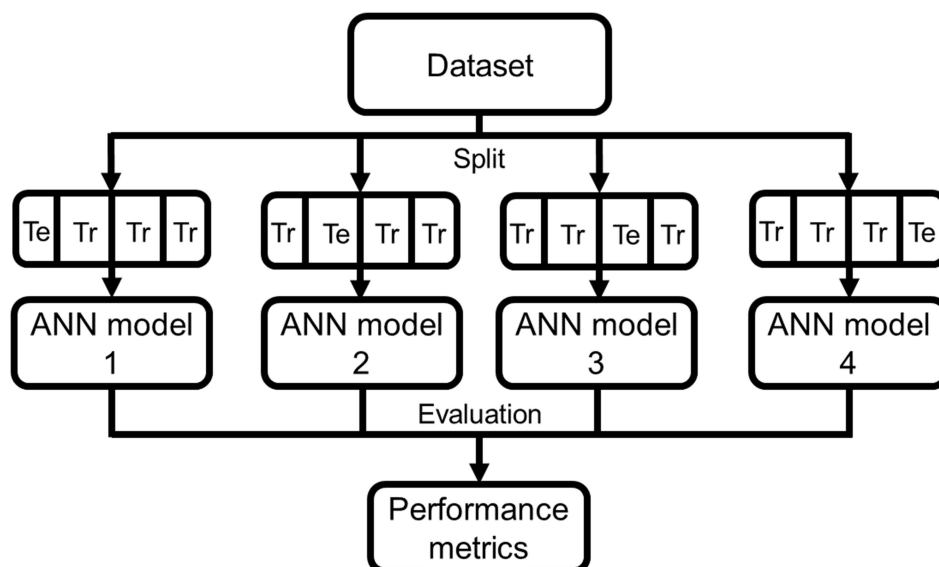 Dataset
Split
Te Tr Tr Tr
Tr Te Tr Tr
Tr Tr Te Tr
Tr Tr Tr Te
ANN model
1
ANN model
2
ANN model
3
ANN model
4
Evaluation
Performance
metrics